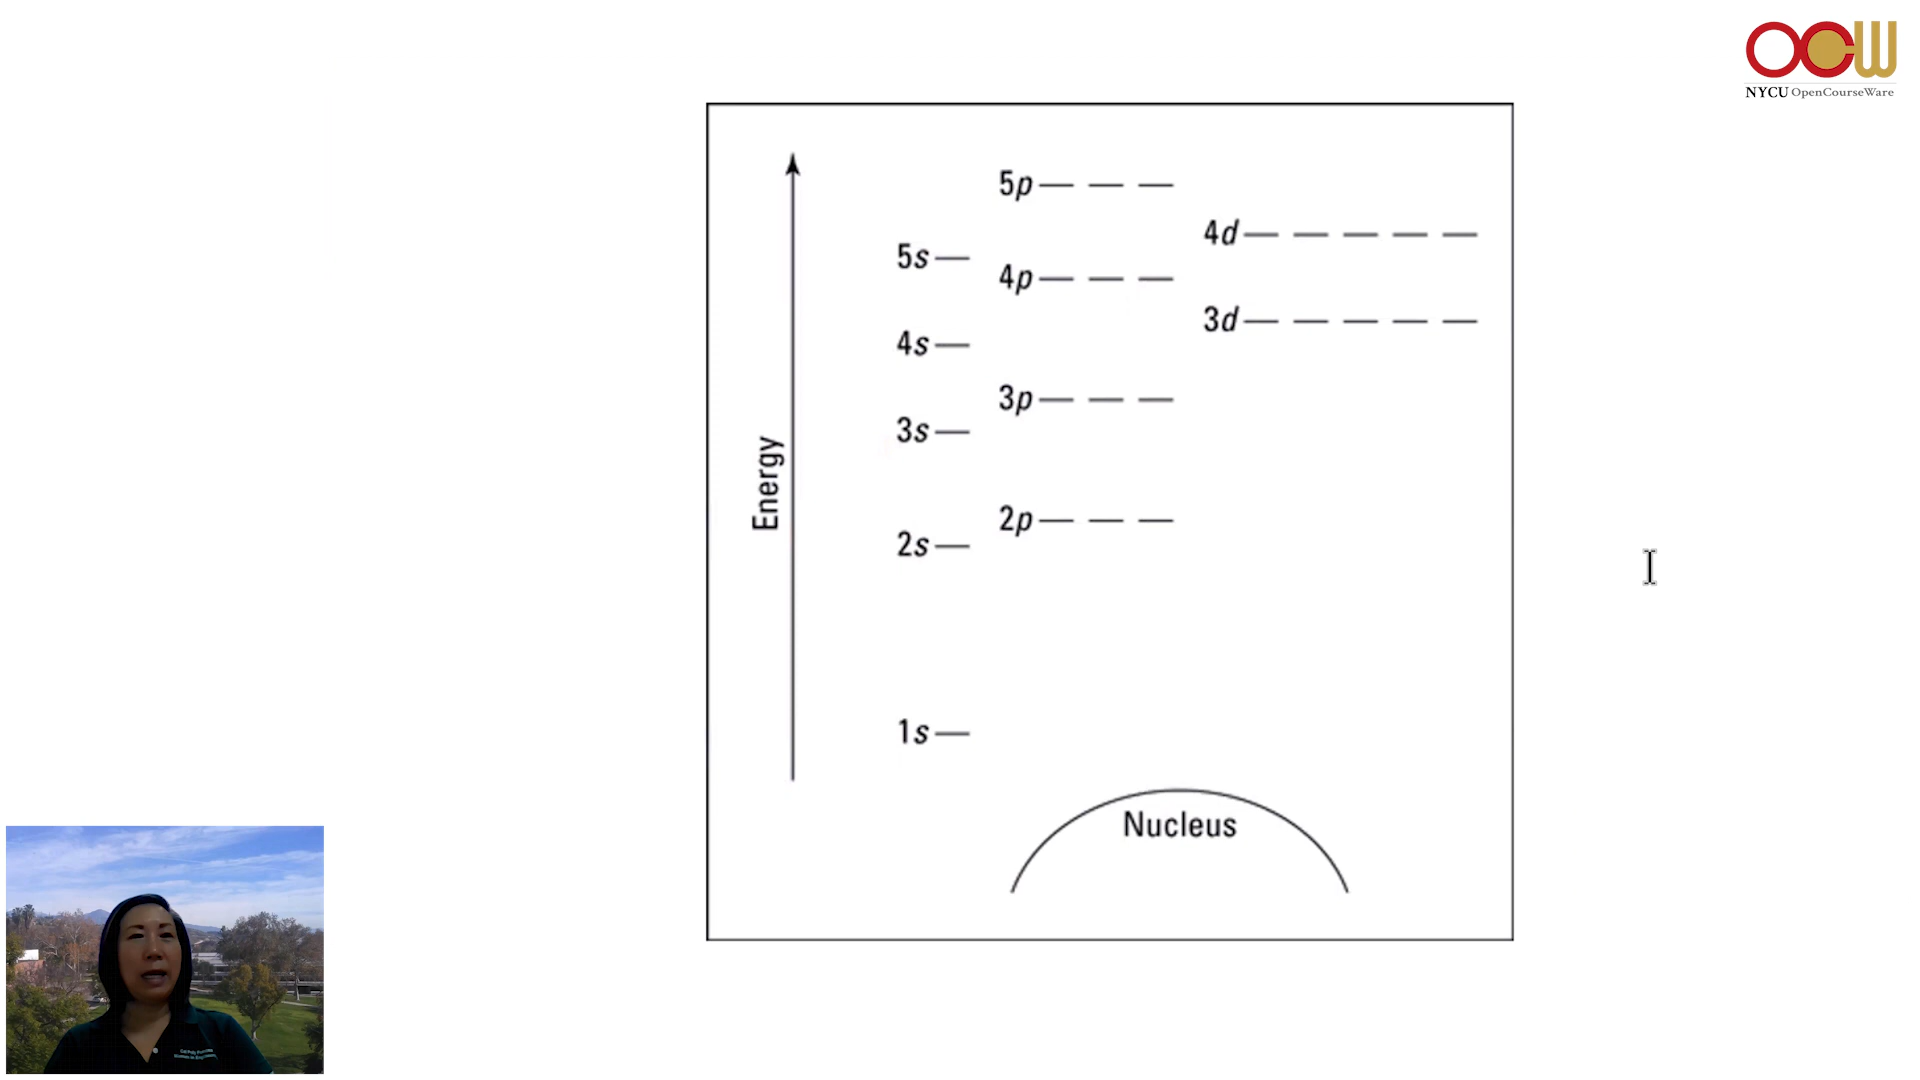 OCW
NYCU OpenCourseWare
5p
4d
5s
4p
3d
4s
3p
3s
Energy
2p
2s
1s
Nucleus